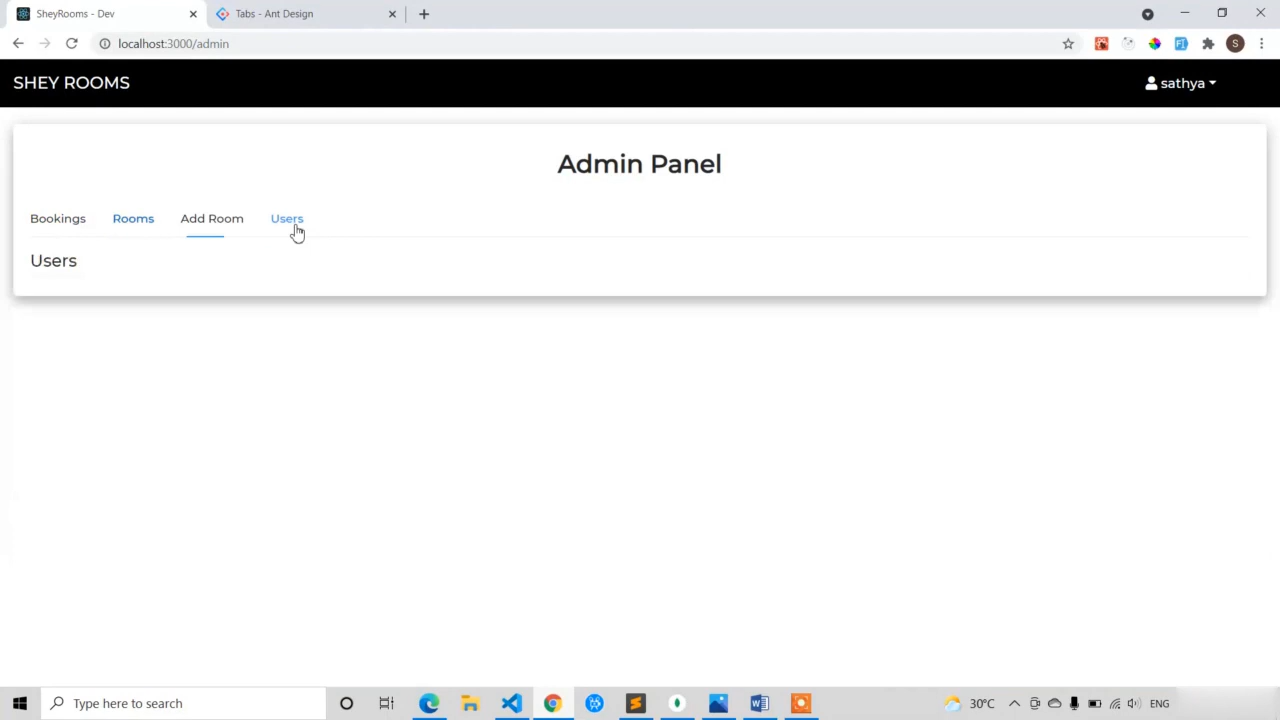 SheyRooms - Dev
Tabs - Ant Design
localhost:3000/admin
S
SHEY ROOMS
sathya
Admin Panel
Bookings Rooms Add Room Users
Users
Type here to search
30°C
ENG